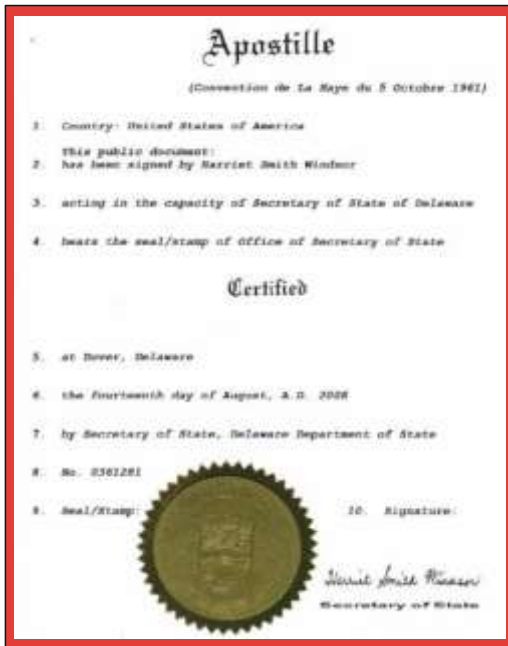 Apostille
(Convention de La Haye du 5 Octobre 1961)
1. Country: United States of America
This public document:
2. has been signed by Harriet Smith Windsor
3. acting in the capacity of Secretary of State of Delaware
4. bears the seal/stamp of Office of Secretary of State
Certified
5. at Dover, Delaware
6. the fourteenth day of August, A.D. 2008
7. by Secretary of State, Delaware Department of State
8. No. 0361281
9. Seal/Stamp: 10. Signature:
Harriet Smith Windsor
Secretary of State